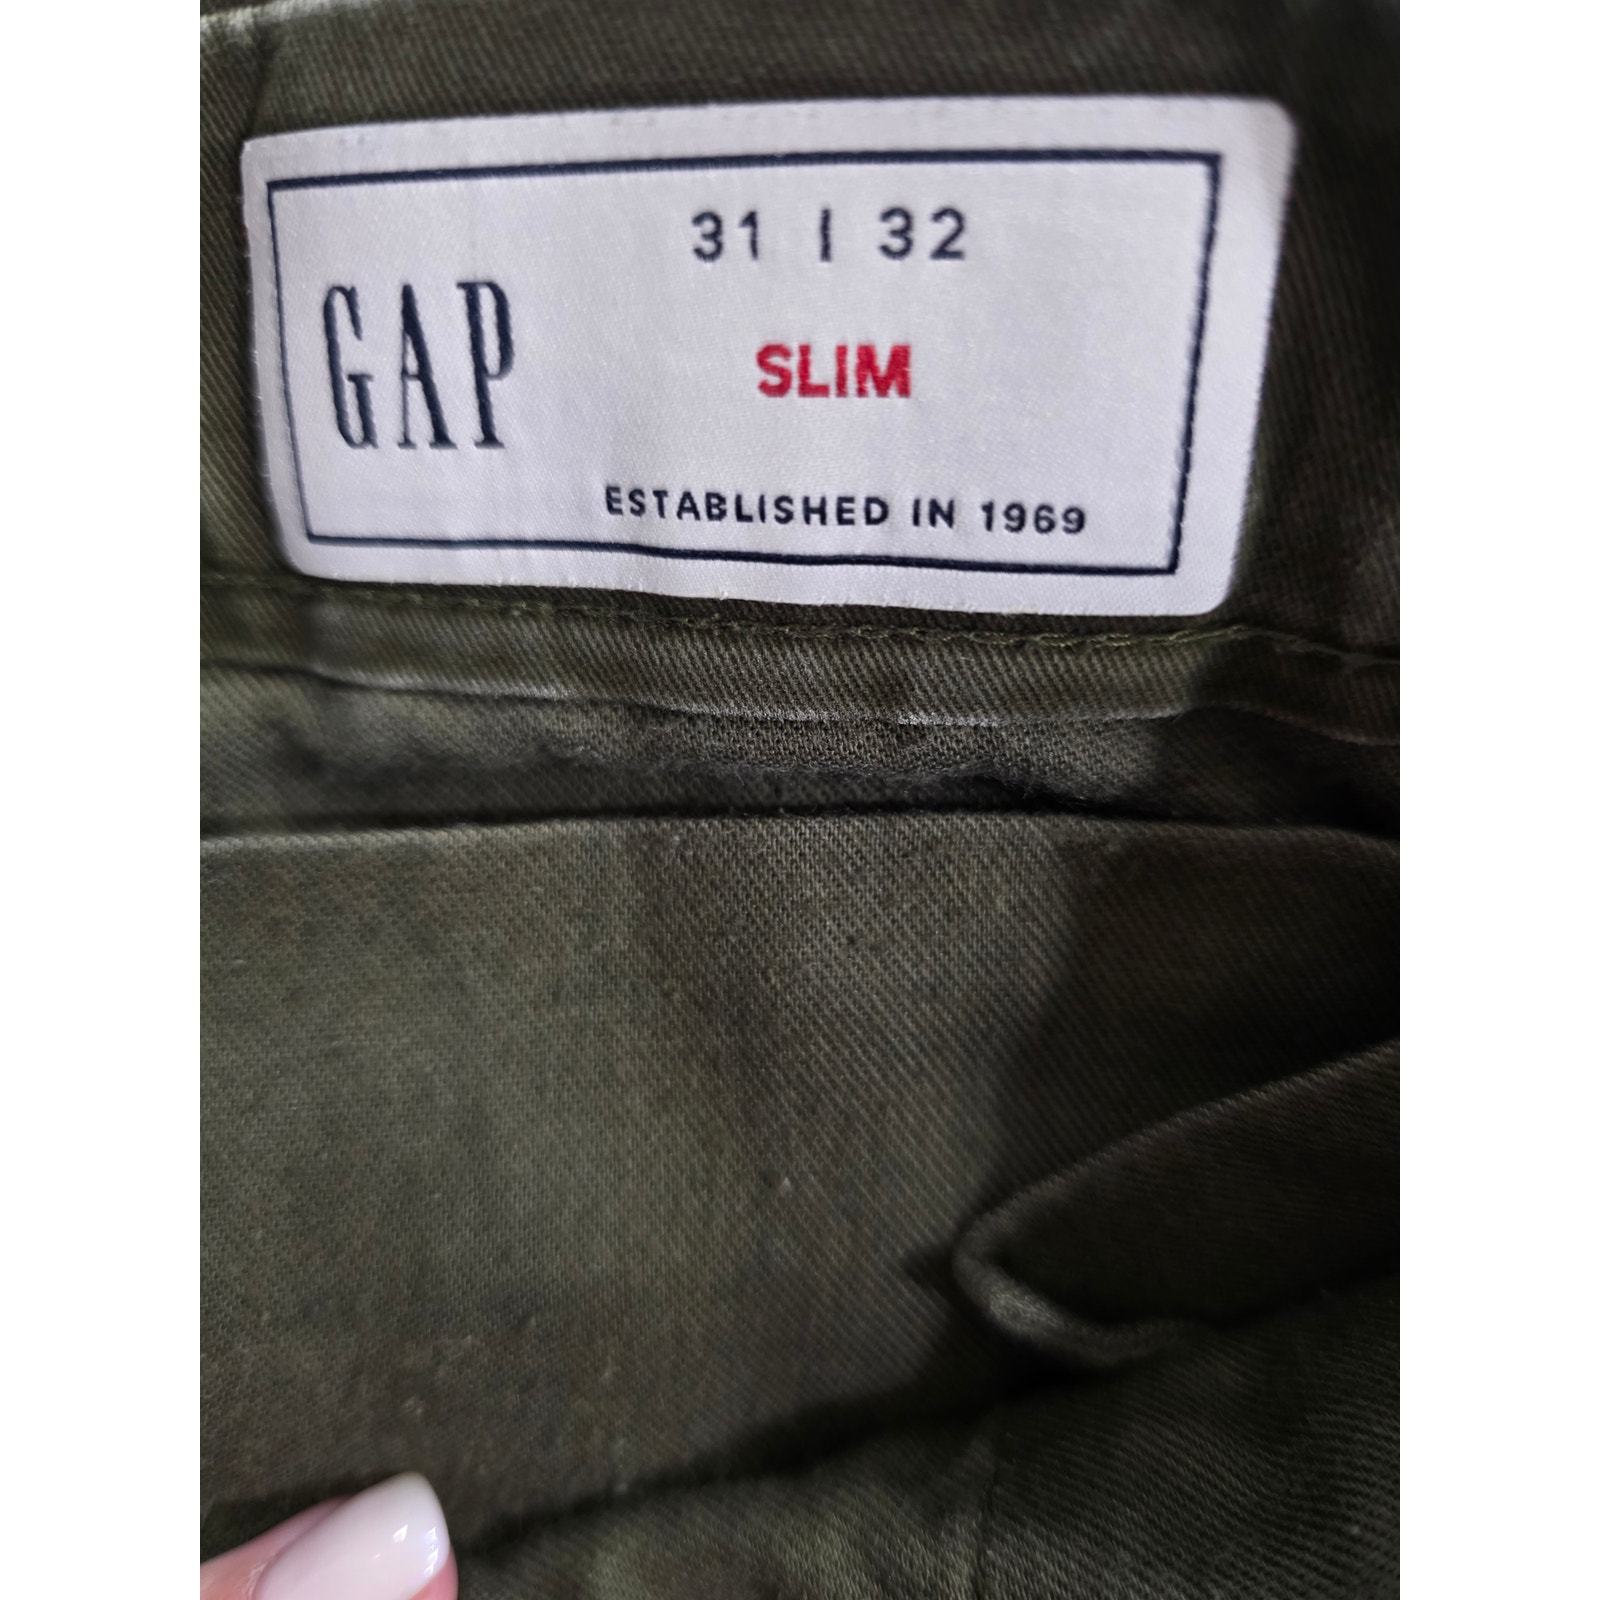 31 | 32
GAP
SLIM
ESTABLISHED IN 1969